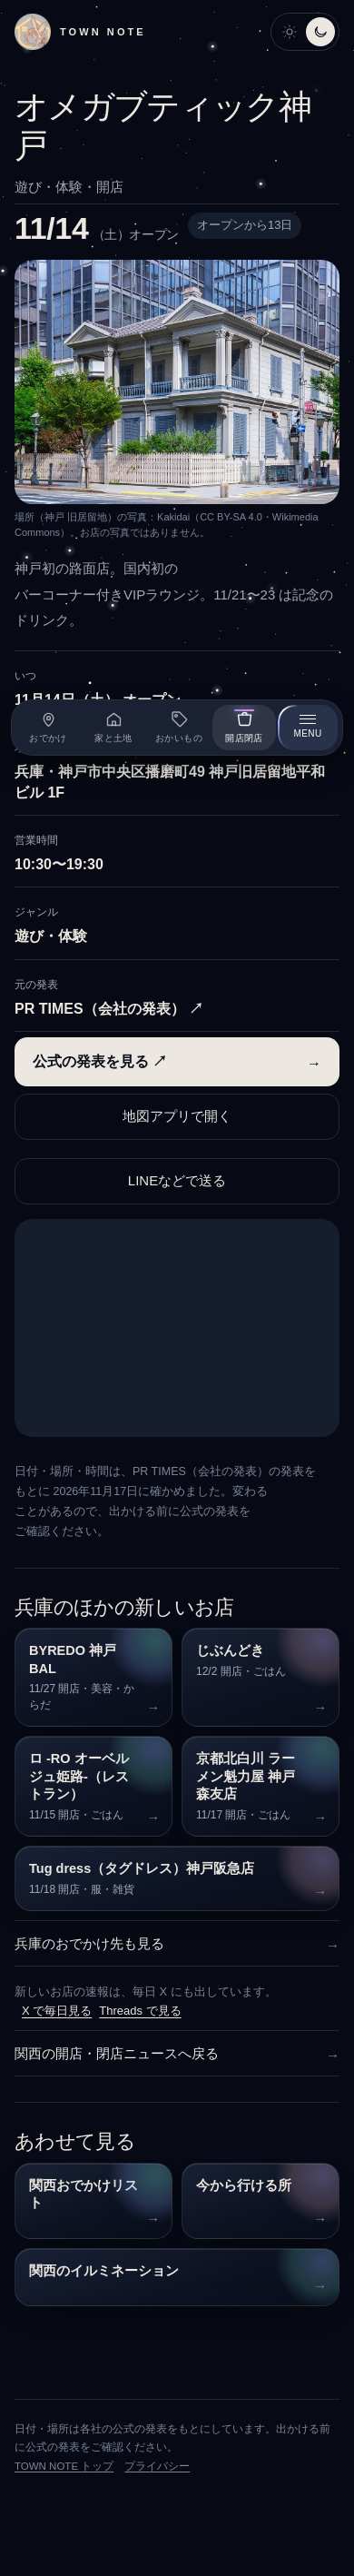 TOWN NOTE
オメガブティック神
戸
遊び・体験・開店
11/14（土）オープン オープンから13日
場所（神戸 旧居留地）の写真：Kakidai（CC BY-SA 4.0・Wikimedia
Commons）。お店の写真ではありません。
神戸初の路面店。国内初の
バーコーナー付きVIPラウンジ。11/21〜23 は記念の
ドリンク。
いつ
11月14日（土） オープン
おでかけ
家と土地
おかいもの
開店閉店
MENU
兵庫・神戸市中央区播磨町49 神戸旧居留地平和
ビル 1F
営業時間
10:30〜19:30
ジャンル
遊び・体験
元の発表
PR TIMES（会社の発表） ↗
公式の発表を見る ↗ →
地図アプリで開く
LINEなどで送る
日付・場所・時間は、PR TIMES（会社の発表）の発表を
もとに 2026年11月17日に確かめました。変わる
ことがあるので、出かける前に公式の発表を
ご確認ください。
兵庫のほかの新しいお店
BYREDO 神戸
BAL
11/27 開店・美容・か
らだ →
じぶんどき
12/2 開店・ごはん
→
ロ -RO オーベル
ジュ姫路-（レス
トラン）
11/15 開店・ごはん →
京都北白川 ラー
メン魁力屋 神戸
森友店
11/17 開店・ごはん →
Tug dress（タグドレス）神戸阪急店
11/18 開店・服・雑貨 →
兵庫のおでかけ先も見る →
新しいお店の速報は、毎日 X にも出しています。
X で毎日見る Threads で見る
関西の開店・閉店ニュースへ戻る →
あわせて見る
関西おでかけリス
ト →
今から行ける所
→
関西のイルミネーション
→
日付・場所は各社の公式の発表をもとにしています。出かける前
に公式の発表をご確認ください。
TOWN NOTE トップ プライバシー